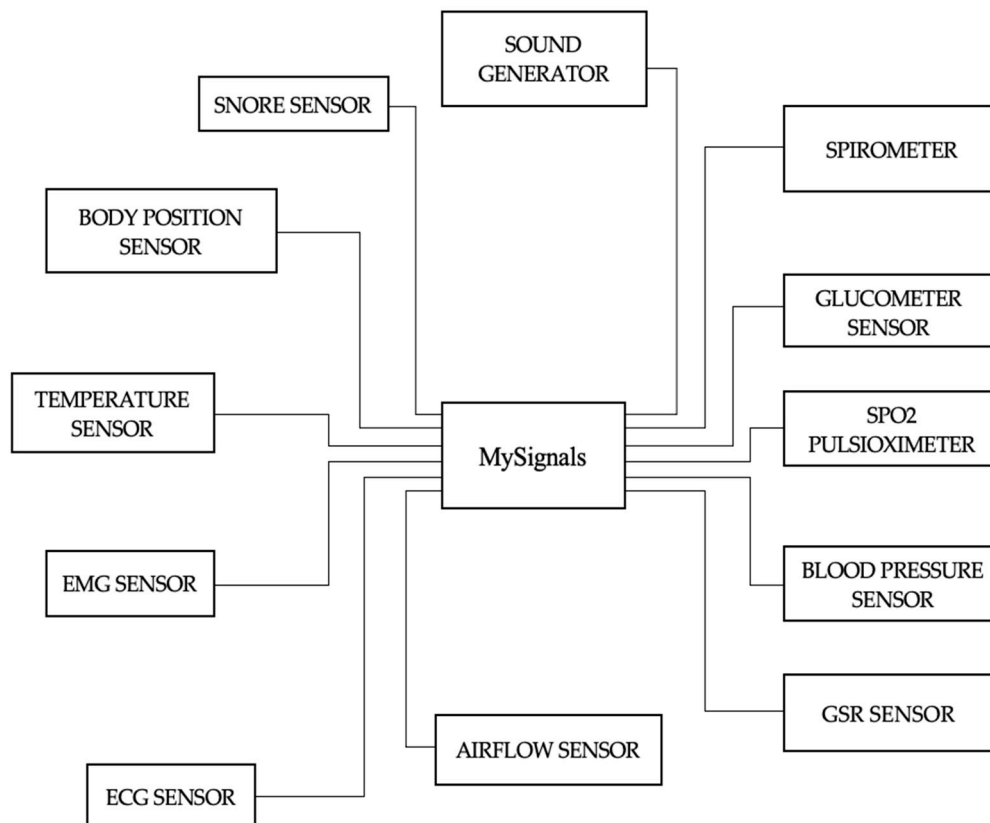 SOUND
GENERATOR
SNORE SENSOR
SPIROMETER
BODY POSITION
SENSOR
GLUCOMETER
SENSOR
TEMPERATURE
SENSOR
SPO2
PULSIOXIMETER
MySignals
EMG SENSOR
BLOOD PRESSURE
SENSOR
GSR SENSOR
AIRFLOW SENSOR
ECG SENSOR